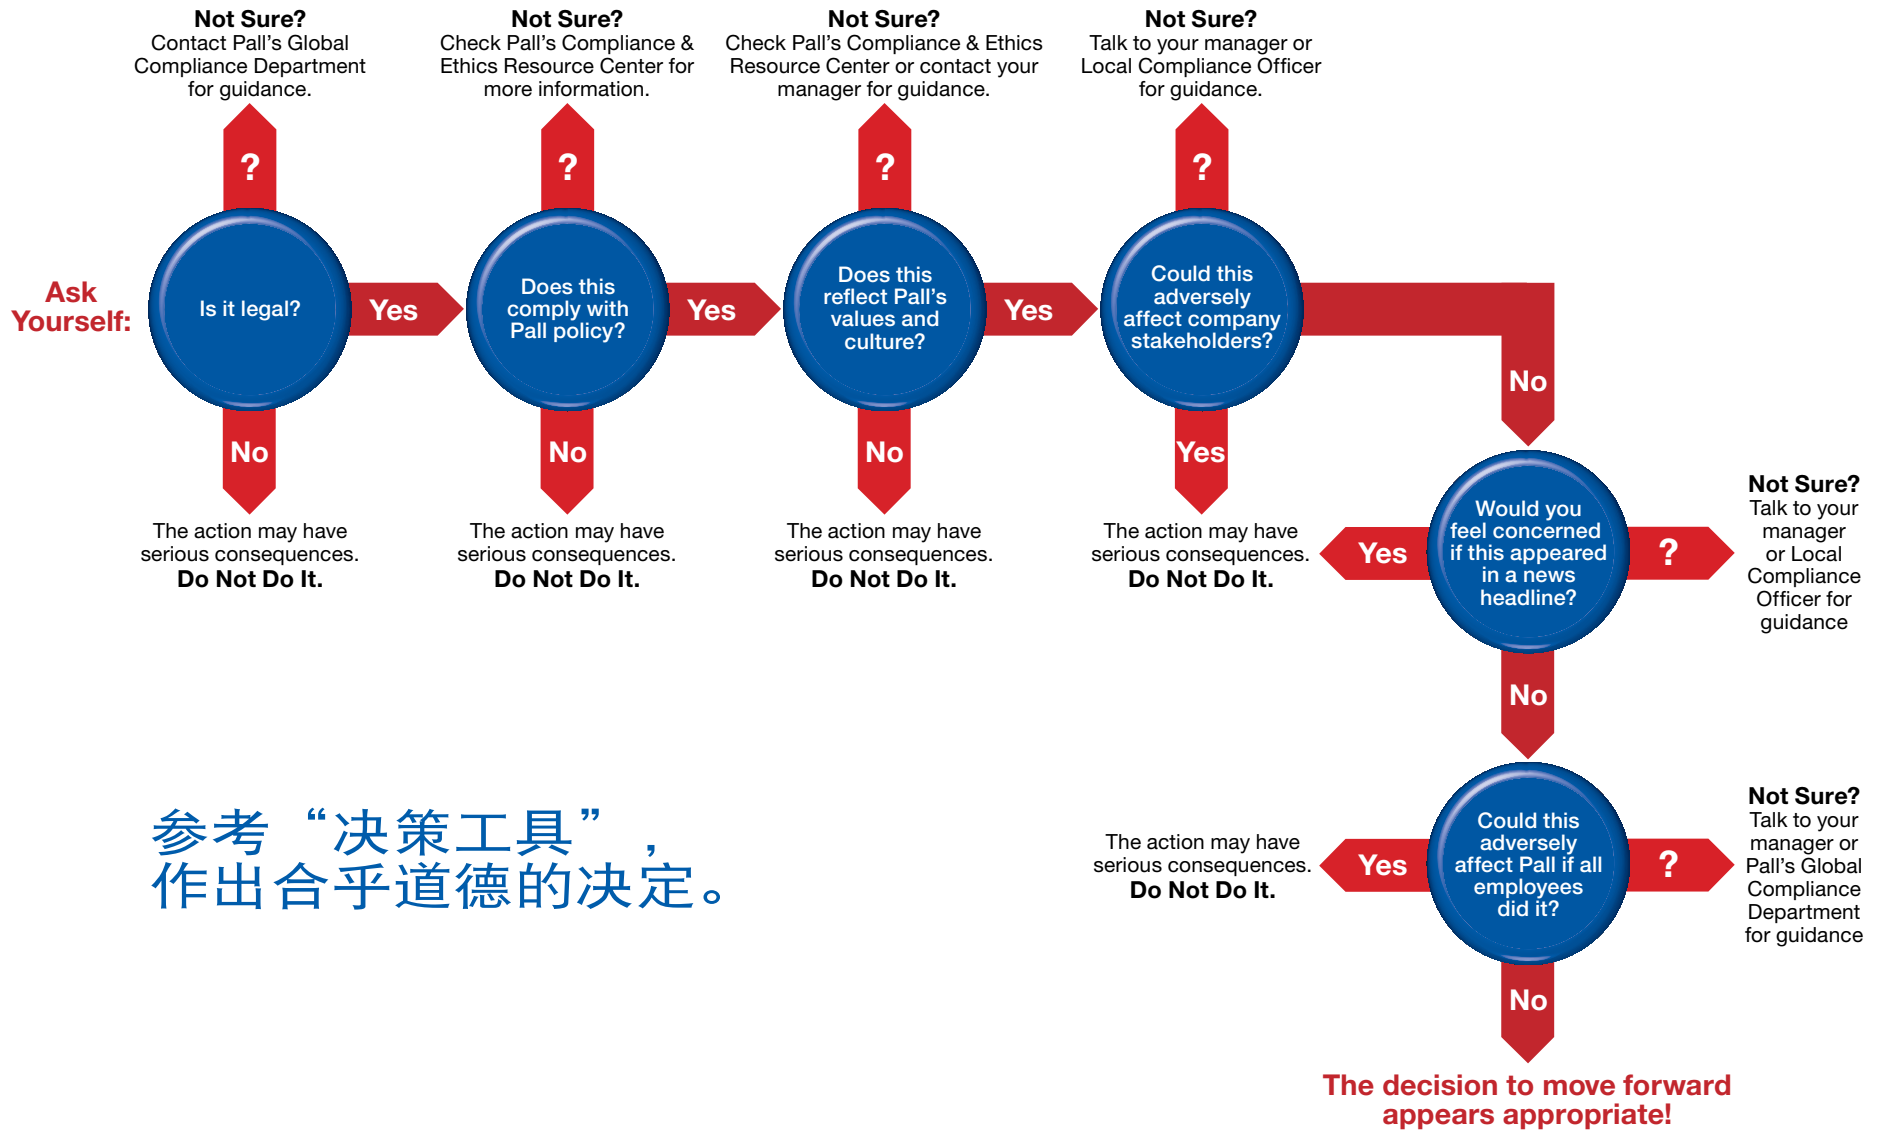 Not Sure?
Contact Pall’s Global
Compliance Department
for guidance.
Not Sure?
Check Pall’s Compliance &
Ethics Resource Center for
more information.
Not Sure?
Check Pall’s Compliance & Ethics
Resource Center or contact your
manager for guidance.
Not Sure?
Talk to your manager or
Local Compliance Officer
for guidance.
?
?
?
?
Ask
Yourself:
Is it legal?
Yes
Does this
comply with
Pall policy?
Yes
Does this
reflect Pall’s
values and
culture?
Yes
Could this
adversely
affect company
stakeholders?
No
No
No
No
Yes
The action may have
serious consequences.
Do Not Do It.
The action may have
serious consequences.
Do Not Do It.
The action may have
serious consequences.
Do Not Do It.
The action may have
serious consequences.
Do Not Do It.
Yes
Would you
feel concerned
if this appeared
in a news
headline?
?
Not Sure?
Talk to your
manager
or Local
Compliance
Officer for
guidance
No
参考“决策工具”，
作出合乎道德的决定。
The action may have
serious consequences.
Do Not Do It.
Yes
Could this
adversely
affect Pall if all
employees
did it?
?
Not Sure?
Talk to your
manager or
Pall’s Global
Compliance
Department
for guidance
No
The decision to move forward
appears appropriate!